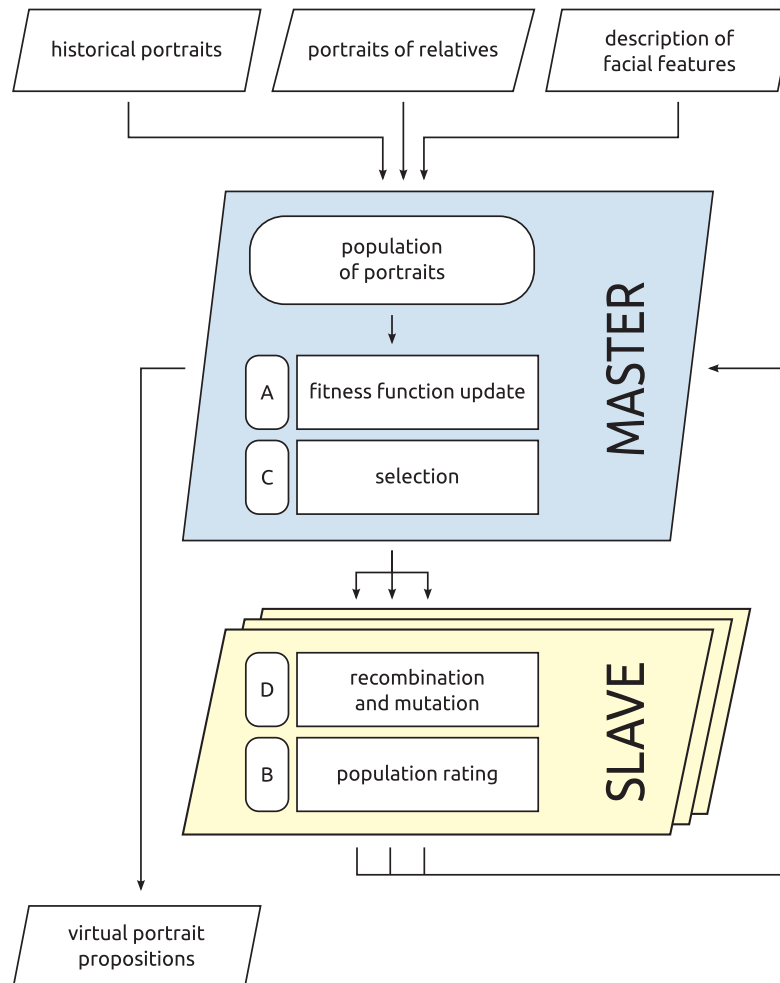 historical portraits
portraits of relatives
description of
facial features
population
of portraits
A
fitness function update
C
selection
MASTER
D
recombination
and mutation
B
population rating
SLAVE
virtual portrait
propositions